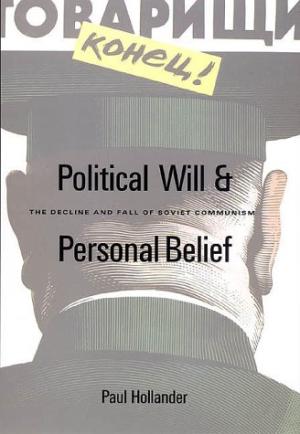 ТОВАРИЩИ
конец!
Political Will &
THE DECLINE AND FALL OF SOVIET COMMUNISM
Personal Belief
Paul Hollander